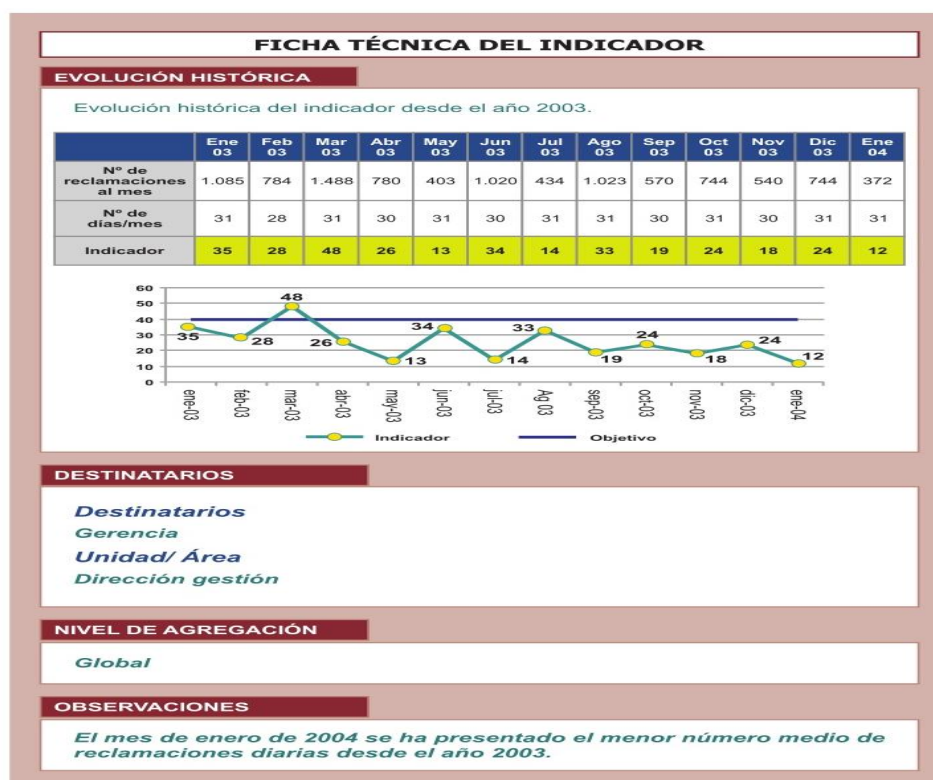 FICHA TÉCNICA DEL INDICADOR
EVOLUCIÓN HISTÓRICA
Evolución histórica del indicador desde el año 2003.
Ene 03 Feb 03 Mar 03 Abr 03 May 03 Jun 03 Jul 03 Ago 03 Sep 03 Oct 03 Nov 03 Dic 03 Ene 04
Nº de reclamaciones al mes 1.085 784 1.488 780 403 1.020 434 1.023 570 744 540 744 372
Nº de días/mes 31 28 31 30 31 30 31 31 30 31 30 31 31
Indicador 35 28 48 26 13 34 14 33 19 24 18 24 12
60
50
40
30
20
10
0
35 28 48 26 13 34 14 33 19 24 18 24 12
ene-03 feb-03 mar-03 abr-03 may-03 jun-03 jul-03 Ag 03 sep-03 oct-03 nov-03 dic-03 ene-04
Indicador Objetivo
DESTINATARIOS
Destinatarios
Gerencia
Unidad/ Área
Dirección gestión
NIVEL DE AGREGACIÓN
Global
OBSERVACIONES
El mes de enero de 2004 se ha presentado el menor número medio de
reclamaciones diarias desde el año 2003.